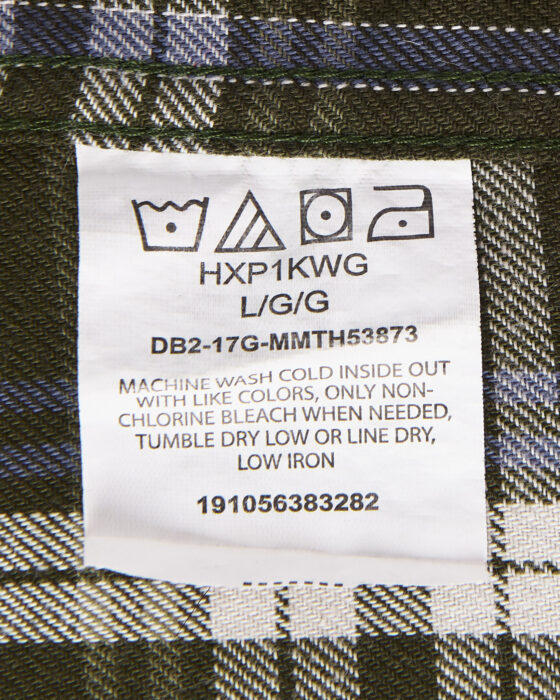 HXP1KWG
L/G/G
DB2-17G-MMTH53873
MACHINE WASH COLD INSIDE OUT
WITH LIKE COLORS, ONLY NON-
CHLORINE BLEACH WHEN NEEDED,
TUMBLE DRY LOW OR LINE DRY,
LOW IRON
191056383282